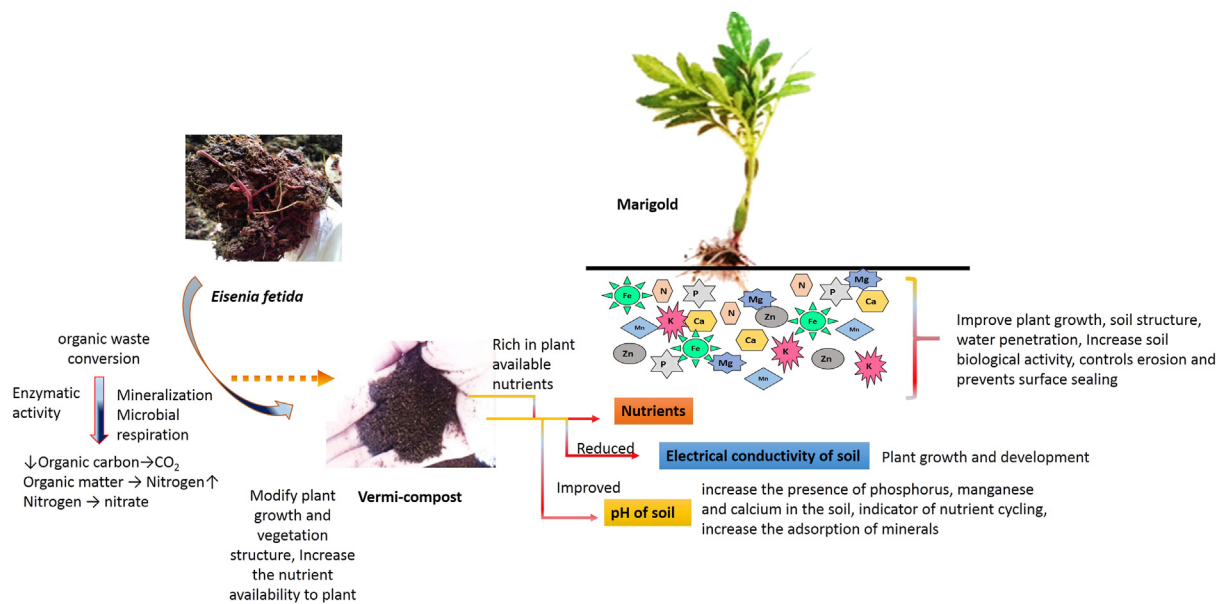 Marigold
Eisenia fetida
organic waste
conversion
Enzymatic
activity
Mineralization
Microbial
respiration
↓Organic carbon→CO₂
Organic matter → Nitrogen↑
Nitrogen → nitrate
Modify plant
growth and
vegetation
structure, Increase
the nutrient
availability to plant
Vermi-compost
Rich in plant
available
nutrients
Nutrients
Reduced
Electrical conductivity of soil
Plant growth and development
Improved
pH of soil
increase the presence of phosphorus, manganese
and calcium in the soil, indicator of nutrient cycling,
increase the adsorption of minerals
Fe
N
P
Mg
N
P
Mg
Ca
Mn
K
Ca
N
Zn
Fe
Mn
Zn
P
Fe
Mg
Ca
Mn
K
Zn
K
Improve plant growth, soil structure,
water penetration, Increase soil
biological activity, controls erosion and
prevents surface sealing